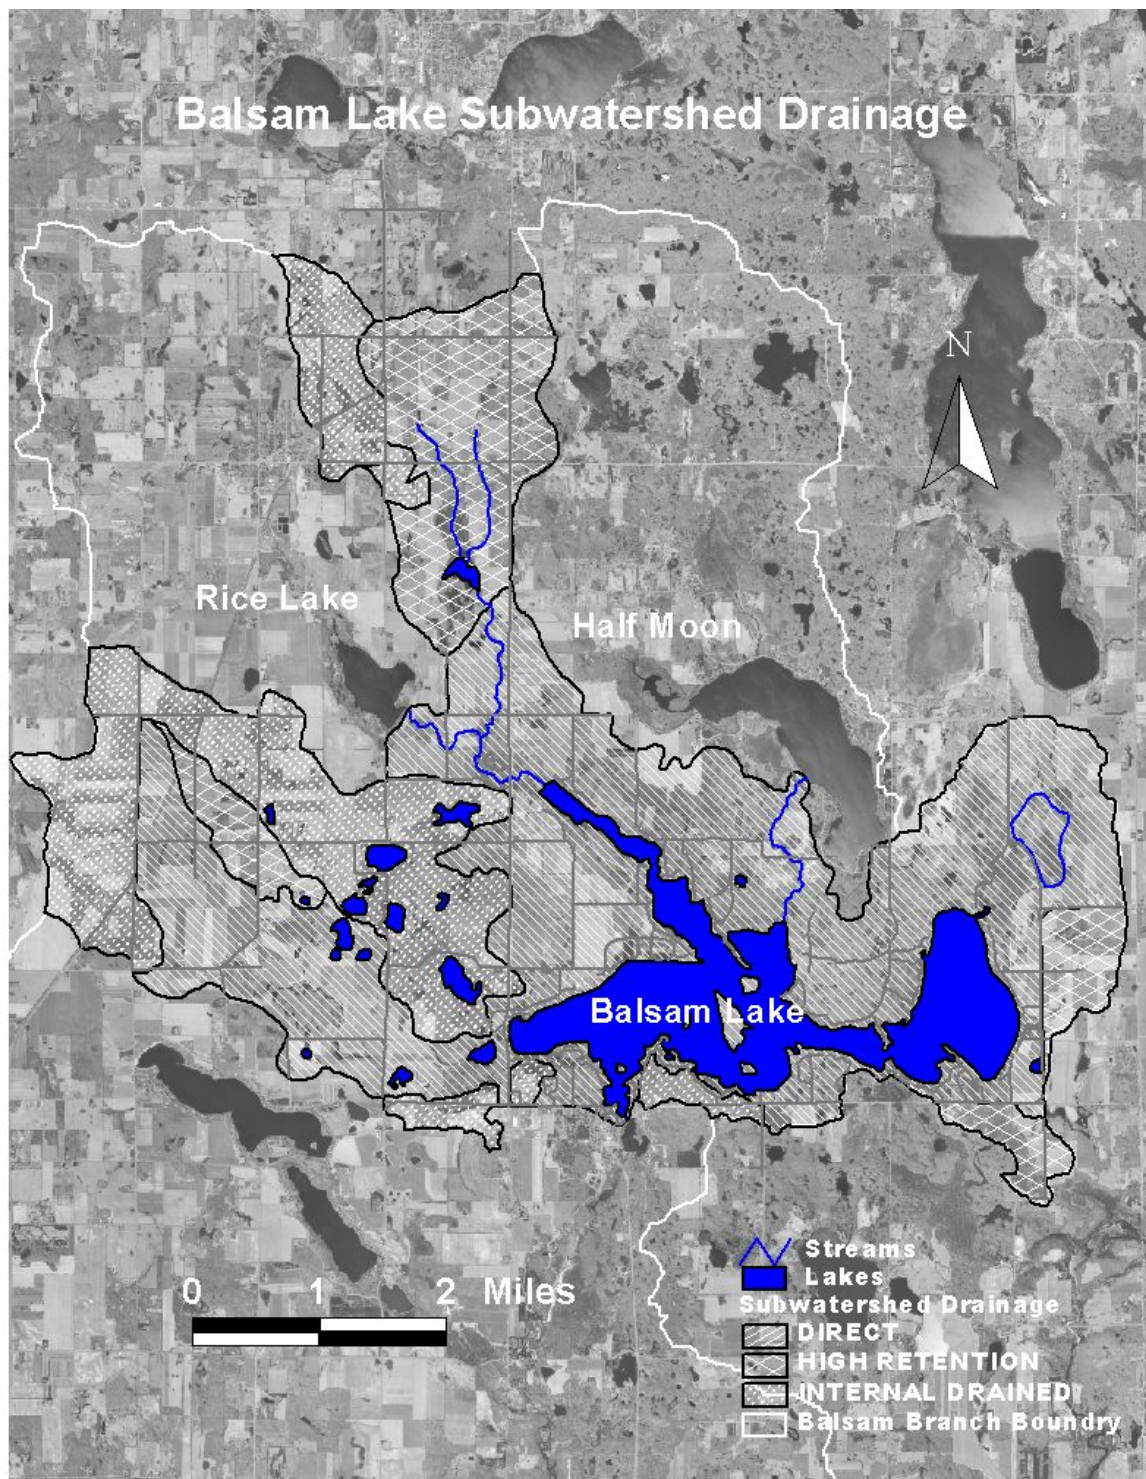 Balsam Lake Subwatershed Drainage
N
Rice Lake
Half Moon
Balsam Lake
Streams
Lakes
Subwatershed Drainage
DIRECT
HIGH RETENTION
INTERNAL DRAINED
Balsam Branch Boundry
0 1 2 Miles